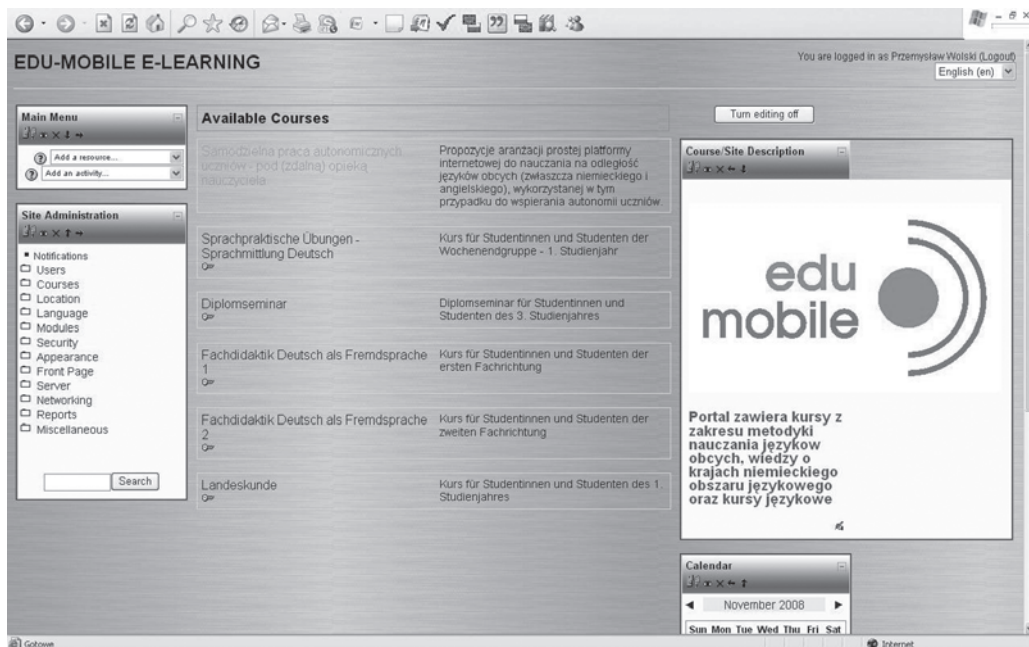 EDU-MOBILE E-LEARNING
You are logged in as Przemysław Wolski (Logout)
English (en)
Main Menu
Add a resource...
Add an activity...
Site Administration
Notifications
Users
Courses
Location
Language
Modules
Security
Appearance
Front Page
Server
Networking
Reports
Miscellaneous
Search
Available Courses
Samodzielna praca autonomicznych
uczniów - pod (zdalną) opieką
nauczyciela
Propozycje aranżacji prostej platformy
internetowej do nauczania na odległość
języków obcych (zwłaszcza niemieckiego i
angielskiego), wykorzystanej w tym
przypadku do wspierania autonomii uczniów.
Sprachpraktische Übungen -
Sprachmittlung Deutsch
Kurs für Studentinnen und Studenten der
Wochenendgruppe - 1. Studienjahr
Diplomseminar
Diplomseminar für Studentinnen und
Studenten des 3. Studienjahres
Fachdidaktik Deutsch als Fremdsprache
1
Kurs für Studentinnen und Studenten der
ersten Fachrichtung
Fachdidaktik Deutsch als Fremdsprache
2
Kurs für Studentinnen und Studenten der
zweiten Fachrichtung
Landeskunde
Kurs für Studentinnen und Studenten des 1.
Studienjahres
Turn editing off
Course/Site Description
edu
mobile
Portal zawiera kursy z
zakresu metodyki
nauczania językow
obcych, wiedzy o
krajach niemieckiego
obszaru językowego
oraz kursy językowe
Calendar
November 2008
Sun Mon Tue Wed Thu Fri Sat
Gotowe
Internet